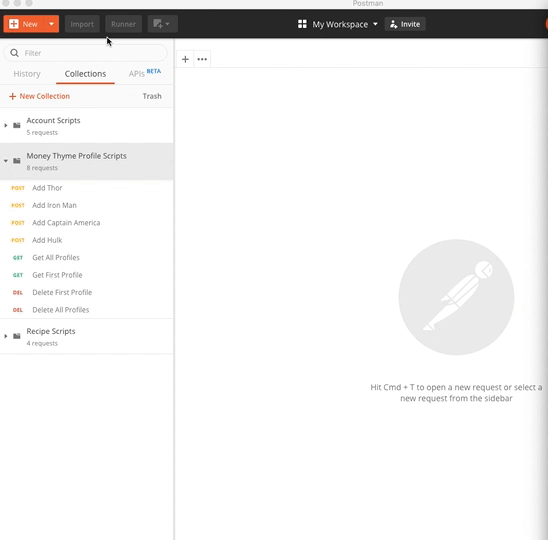 Postman
New
Import
Runner
My Workspace
Invite
Filter
History
Collections
APIs BETA
+ New Collection
Trash
Account Scripts
5 requests
Money Thyme Profile Scripts
8 requests
POST Add Thor
POST Add Iron Man
POST Add Captain America
POST Add Hulk
GET Get All Profiles
GET Get First Profile
DEL Delete First Profile
DEL Delete All Profiles
Recipe Scripts
4 requests
Hit Cmd + T to open a new request or select a
new request from the sidebar